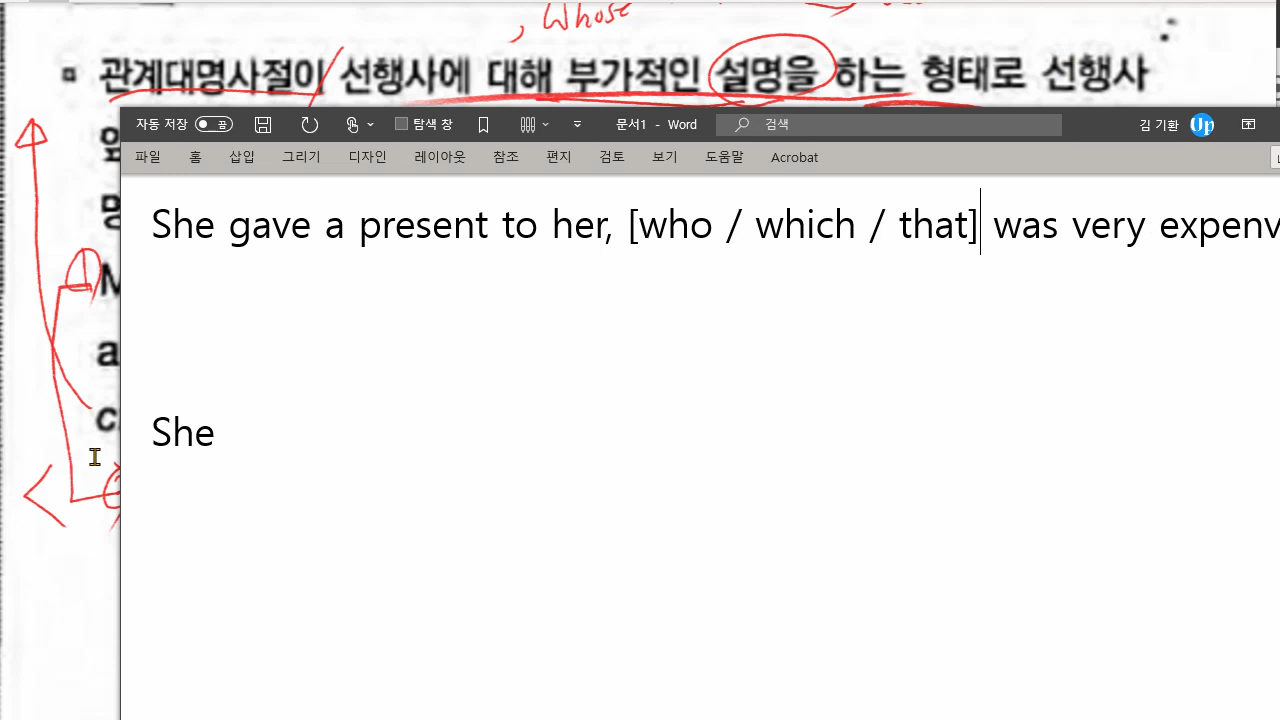 , Whose
관계대명사절이 선행사에 대해 부가적인 설명을 하는 형태로 선행사
자동 저장 끔 탐색 창 문서1 - Word 검색 김 기환 Up
파일 홈 삽입 그리기 디자인 레이아웃 참조 편지 검토 보기 도움말 Acrobat
She gave a present to her, [who / which / that] was very expenv
a
c
She